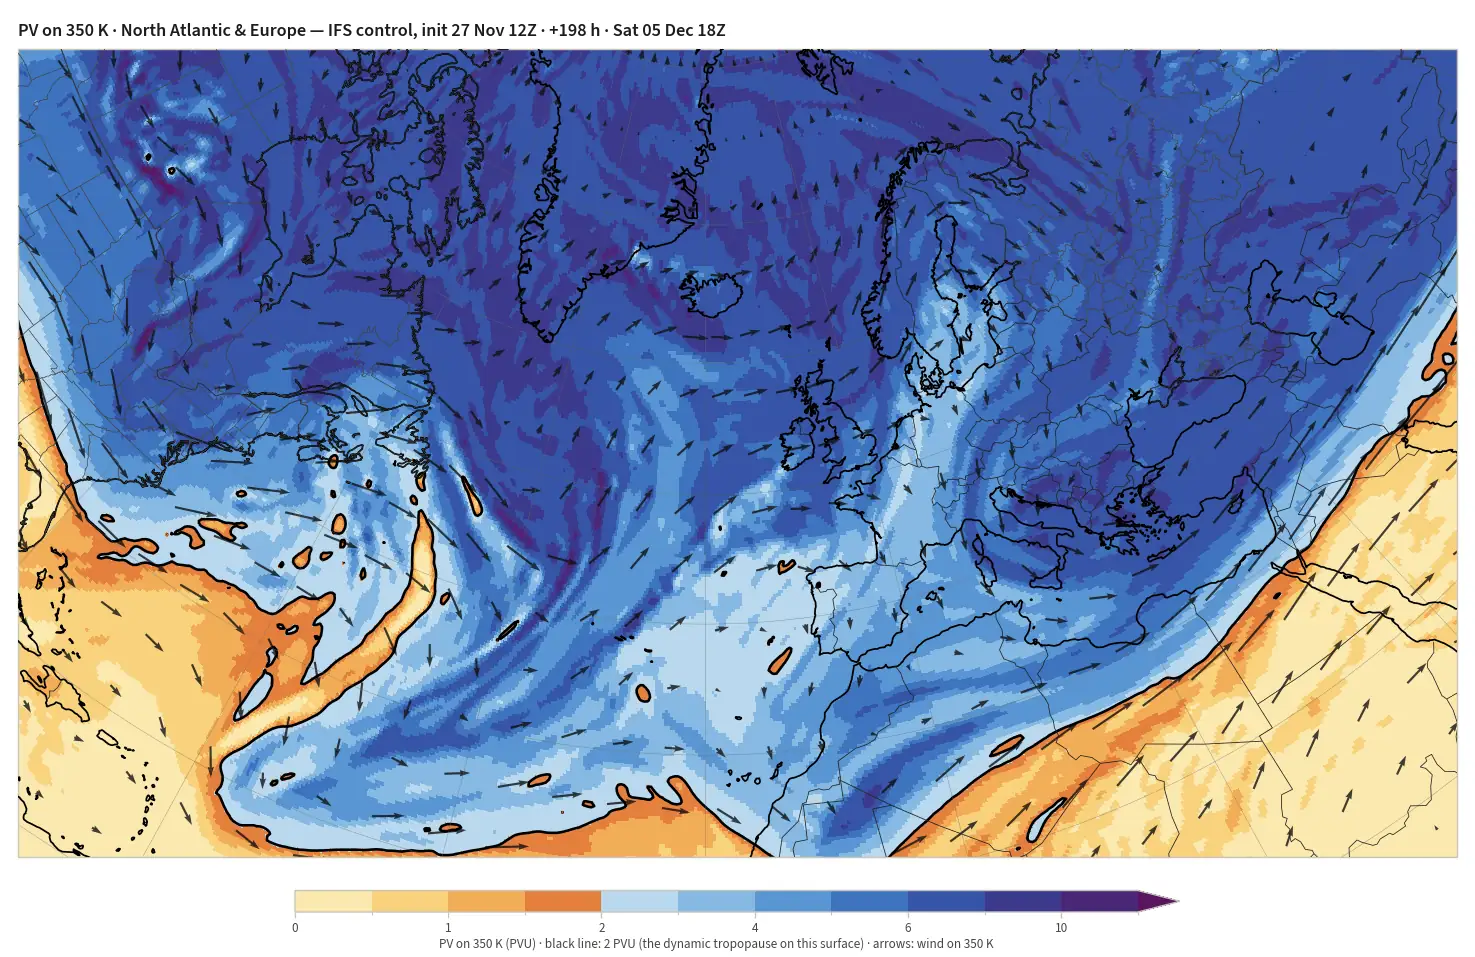 PV on 350 K · North Atlantic & Europe — IFS control, init 27 Nov 12Z · +198 h · Sat 05 Dec 18Z
0 1 2 4 6 10
PV on 350 K (PVU) · black line: 2 PVU (the dynamic tropopause on this surface) · arrows: wind on 350 K